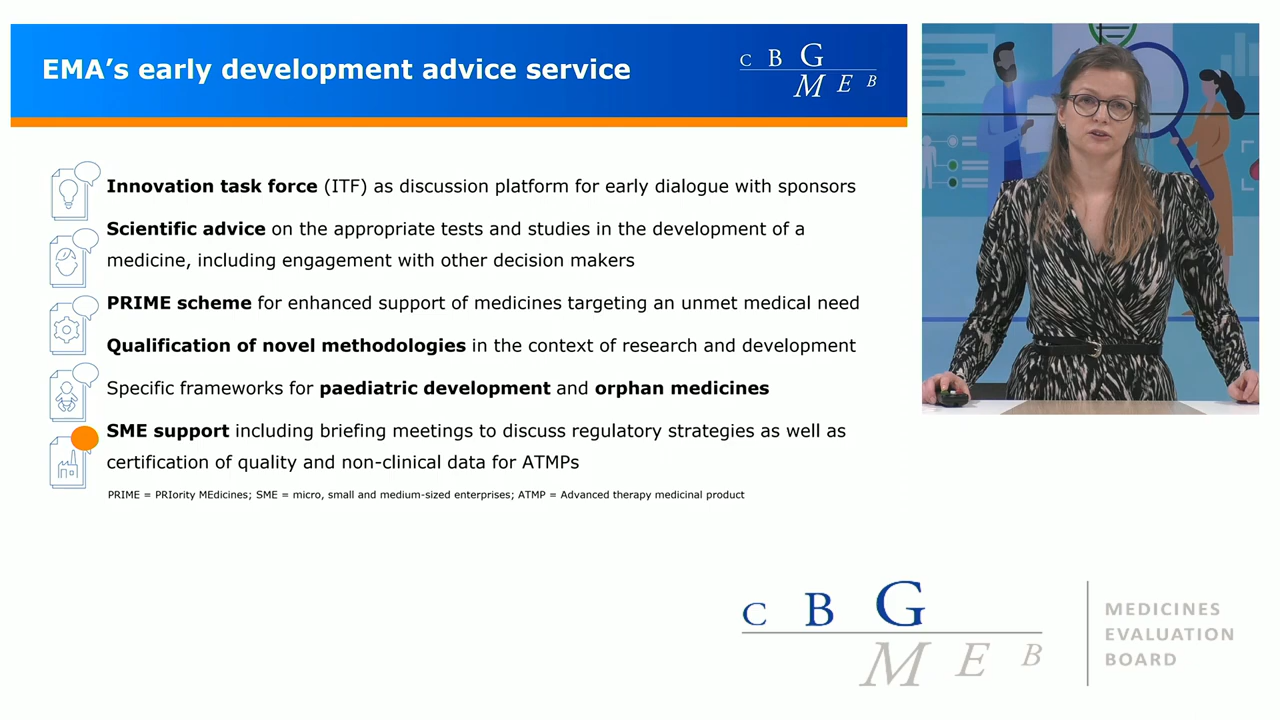 EMA's early development advice service
C B G
M E B
Innovation task force (ITF) as discussion platform for early dialogue with sponsors
Scientific advice on the appropriate tests and studies in the development of a
medicine, including engagement with other decision makers
PRIME scheme for enhanced support of medicines targeting an unmet medical need
Qualification of novel methodologies in the context of research and development
Specific frameworks for paediatric development and orphan medicines
SME support including briefing meetings to discuss regulatory strategies as well as
certification of quality and non-clinical data for ATMPs
PRIME = PRIority MEdicines; SME = micro, small and medium-sized enterprises; ATMP = Advanced therapy medicinal product
C B G
M E B
MEDICINES
EVALUATION
BOARD